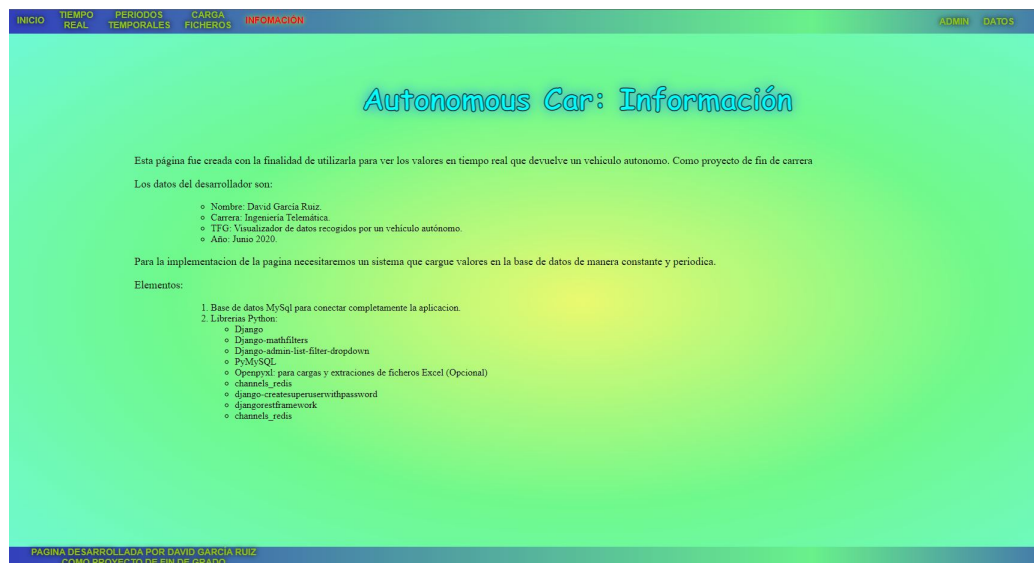 INICIO
TIEMPO
REAL
PERIODOS
TEMPORALES
CARGA
FICHEROS
INFOMACIÓN
ADMIN
DATOS
Autonomous Car: Información
Esta página fue creada con la finalidad de utilizarla para ver los valores en tiempo real que devuelve un vehiculo autonomo. Como proyecto de fin de carrera
Los datos del desarrollador son:
Nombre: David García Ruiz.
Carrera: Ingeniería Telemática.
TFG: Visualizador de datos recogidos por un vehículo autónomo.
Año: Junio 2020.
Para la implementacion de la pagina necesitaremos un sistema que cargue valores en la base de datos de manera constante y periodica.
Elementos:
1. Base de datos MySql para conectar completamente la aplicacion.
2. Librerias Python:
Django
Django-mathfilters
Django-admin-list-filter-dropdown
PyMySQL
Openpyxl: para cargas y extraciones de ficheros Excel (Opcional)
channels_redis
django-createsuperuserwithpassword
djangorestframework
channels_redis
PAGINA DESARROLLADA POR DAVID GARCÍA RUIZ
COMO PROYECTO DE FIN DE GRADO